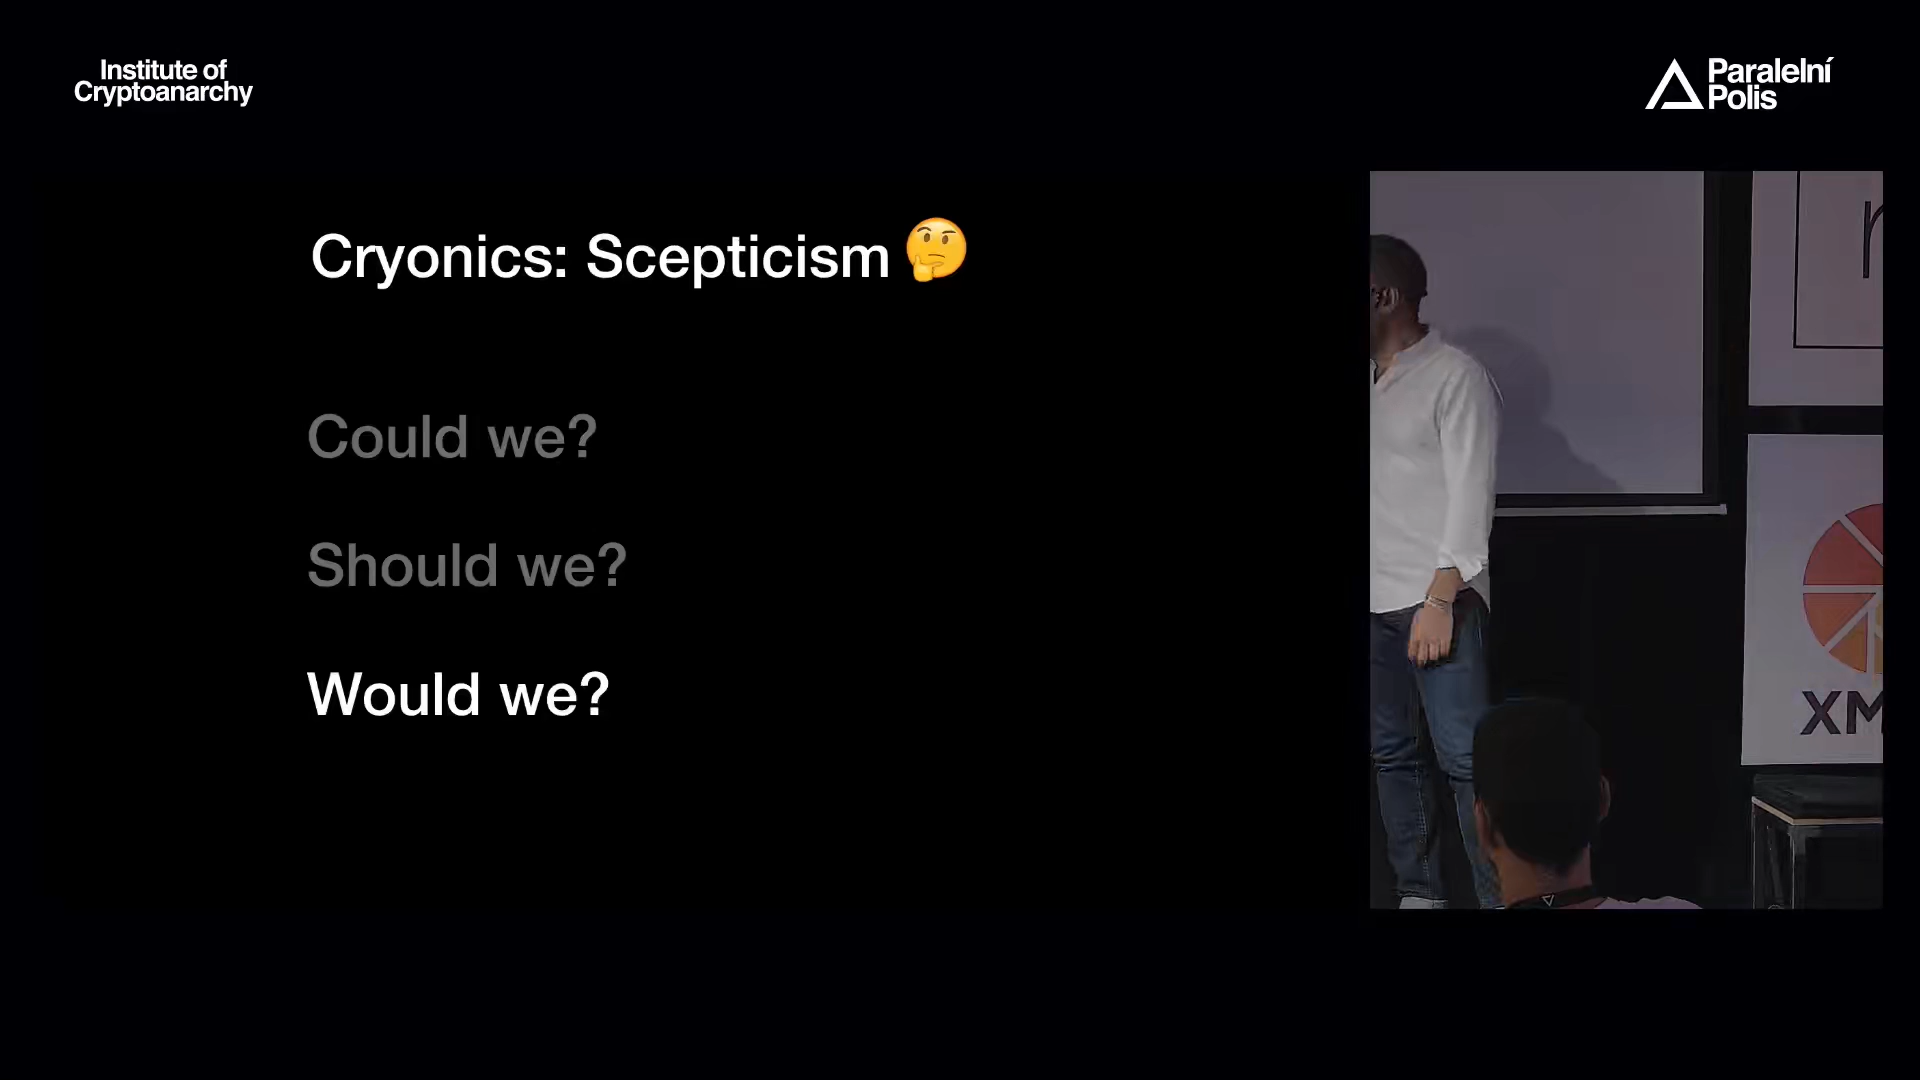 Institute of
Cryptoanarchy
Paralelní
Polis
Cryonics: Scepticism 🤔
Could we?
Should we?
Would we?